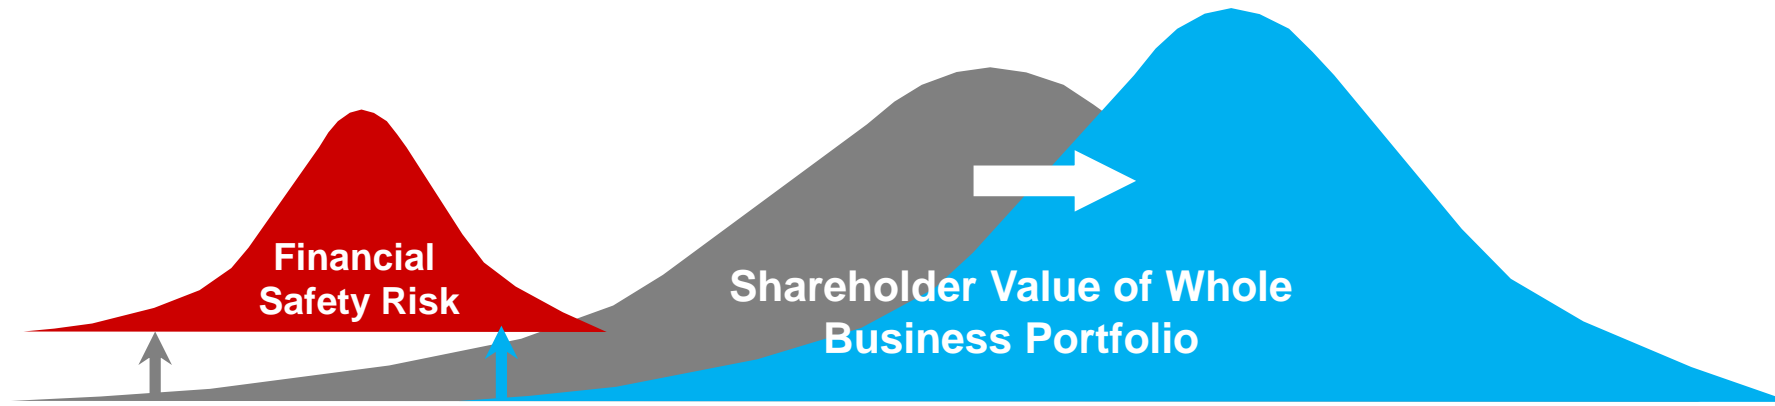 Financial
Safety Risk
Shareholder Value of Whole
Business Portfolio